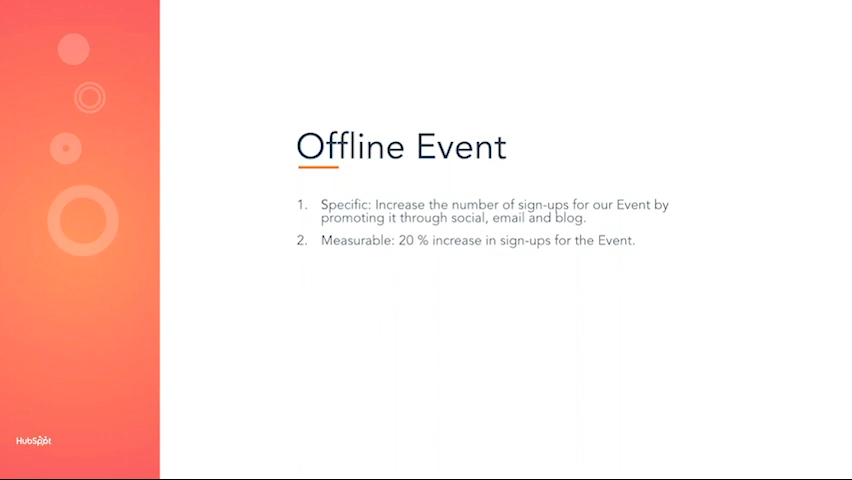 Offline Event
1. Specific: Increase the number of sign-ups for our Event by
promoting it through social, email and blog.
2. Measurable: 20 % increase in sign-ups for the Event.
HubSpot